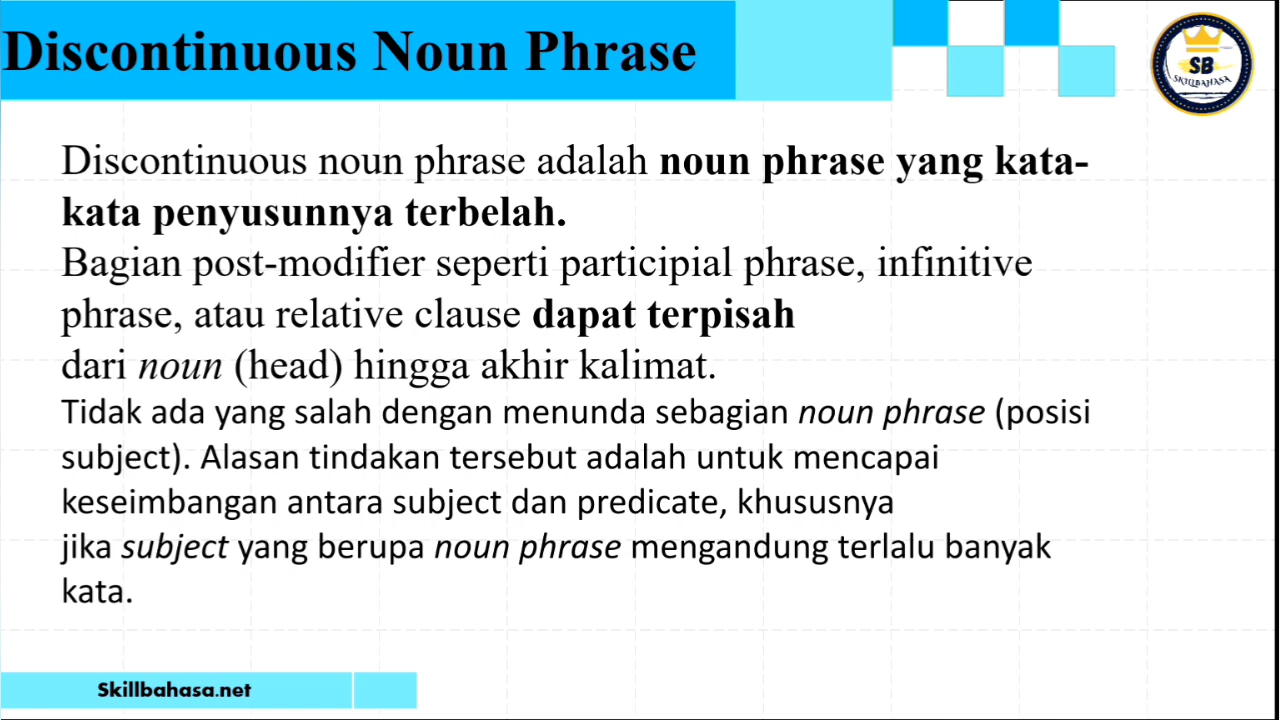 Discontinuous Noun Phrase
SB
SKILLBAHASA
Discontinuous noun phrase adalah noun phrase yang kata-
kata penyusunnya terbelah.
Bagian post-modifier seperti participial phrase, infinitive
phrase, atau relative clause dapat terpisah
dari noun (head) hingga akhir kalimat.
Tidak ada yang salah dengan menunda sebagian noun phrase (posisi
subject). Alasan tindakan tersebut adalah untuk mencapai
keseimbangan antara subject dan predicate, khususnya
jika subject yang berupa noun phrase mengandung terlalu banyak
kata.
Skillbahasa.net